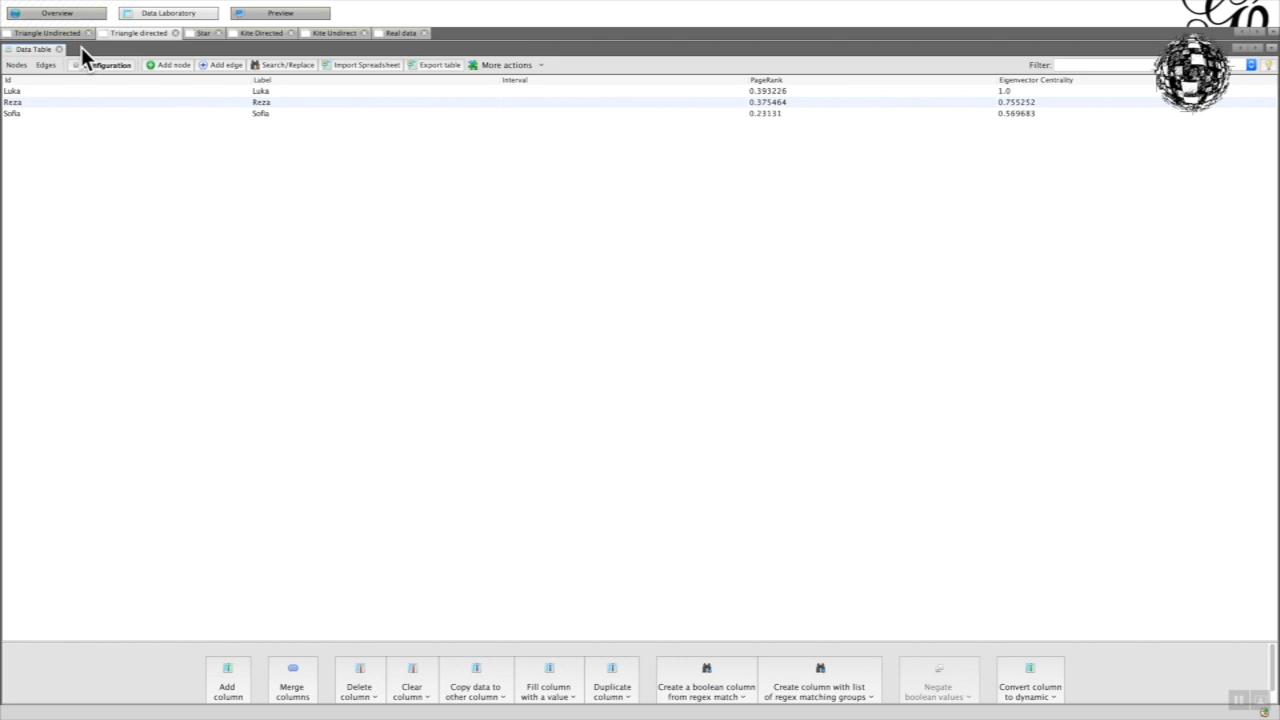 Overview Data Laboratory Preview
Triangle Undirected Triangle directed Star Kite Directed Kite Undirect Real data
Data Table
Nodes Edges Add node Add edge Search/Replace Import Spreadsheet Export table More actions Filter:
Id Label Interval PageRank Eigenvector Centrality
Luka Luka 0.393226 1.0
Reza Reza 0.375464 0.755252
Sofia Sofia 0.23131 0.569683
Add column
Merge columns
Delete column
Clear column
Copy data to other column
Fill column with a value
Duplicate column
Create a boolean column from regex match
Create column with list of regex matching groups
Negate boolean values
Convert column to dynamic